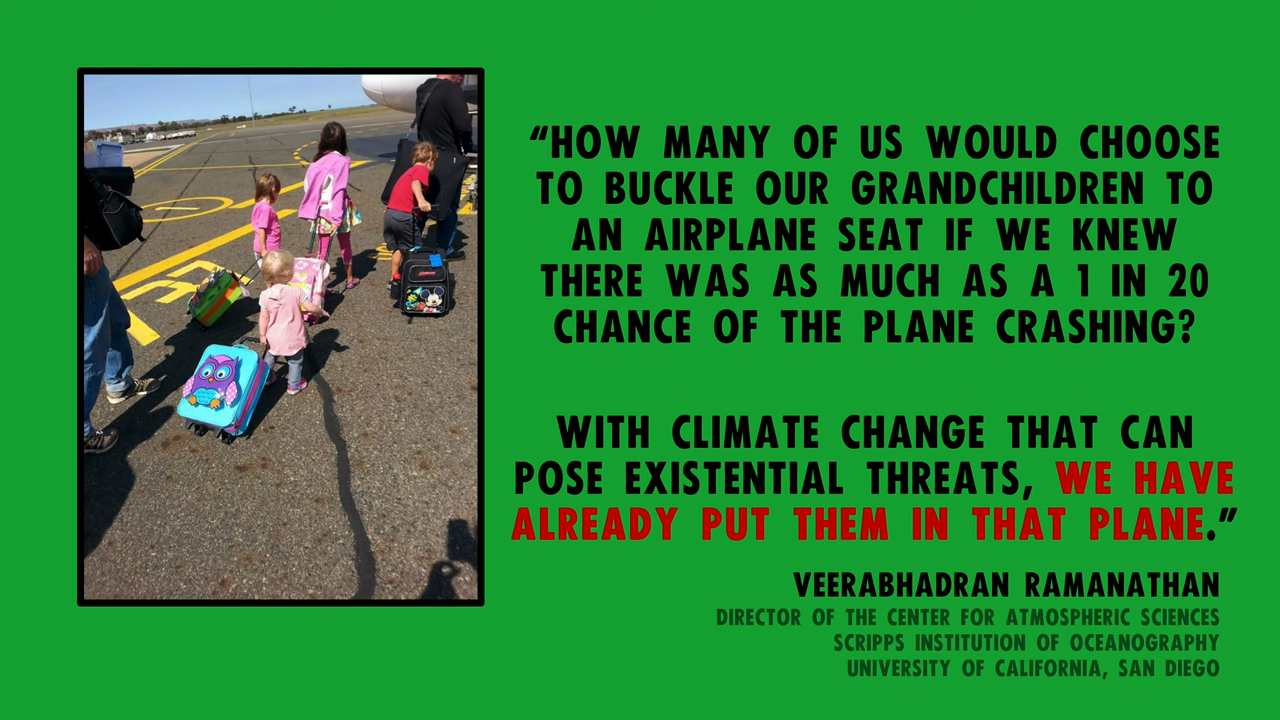 “HOW MANY OF US WOULD CHOOSE
TO BUCKLE OUR GRANDCHILDREN TO
AN AIRPLANE SEAT IF WE KNEW
THERE WAS AS MUCH AS A 1 IN 20
CHANCE OF THE PLANE CRASHING?
WITH CLIMATE CHANGE THAT CAN
POSE EXISTENTIAL THREATS, WE HAVE
ALREADY PUT THEM IN THAT PLANE.”
VEERABHADRAN RAMANATHAN
DIRECTOR OF THE CENTER FOR ATMOSPHERIC SCIENCES
SCRIPPS INSTITUTION OF OCEANOGRAPHY
UNIVERSITY OF CALIFORNIA, SAN DIEGO